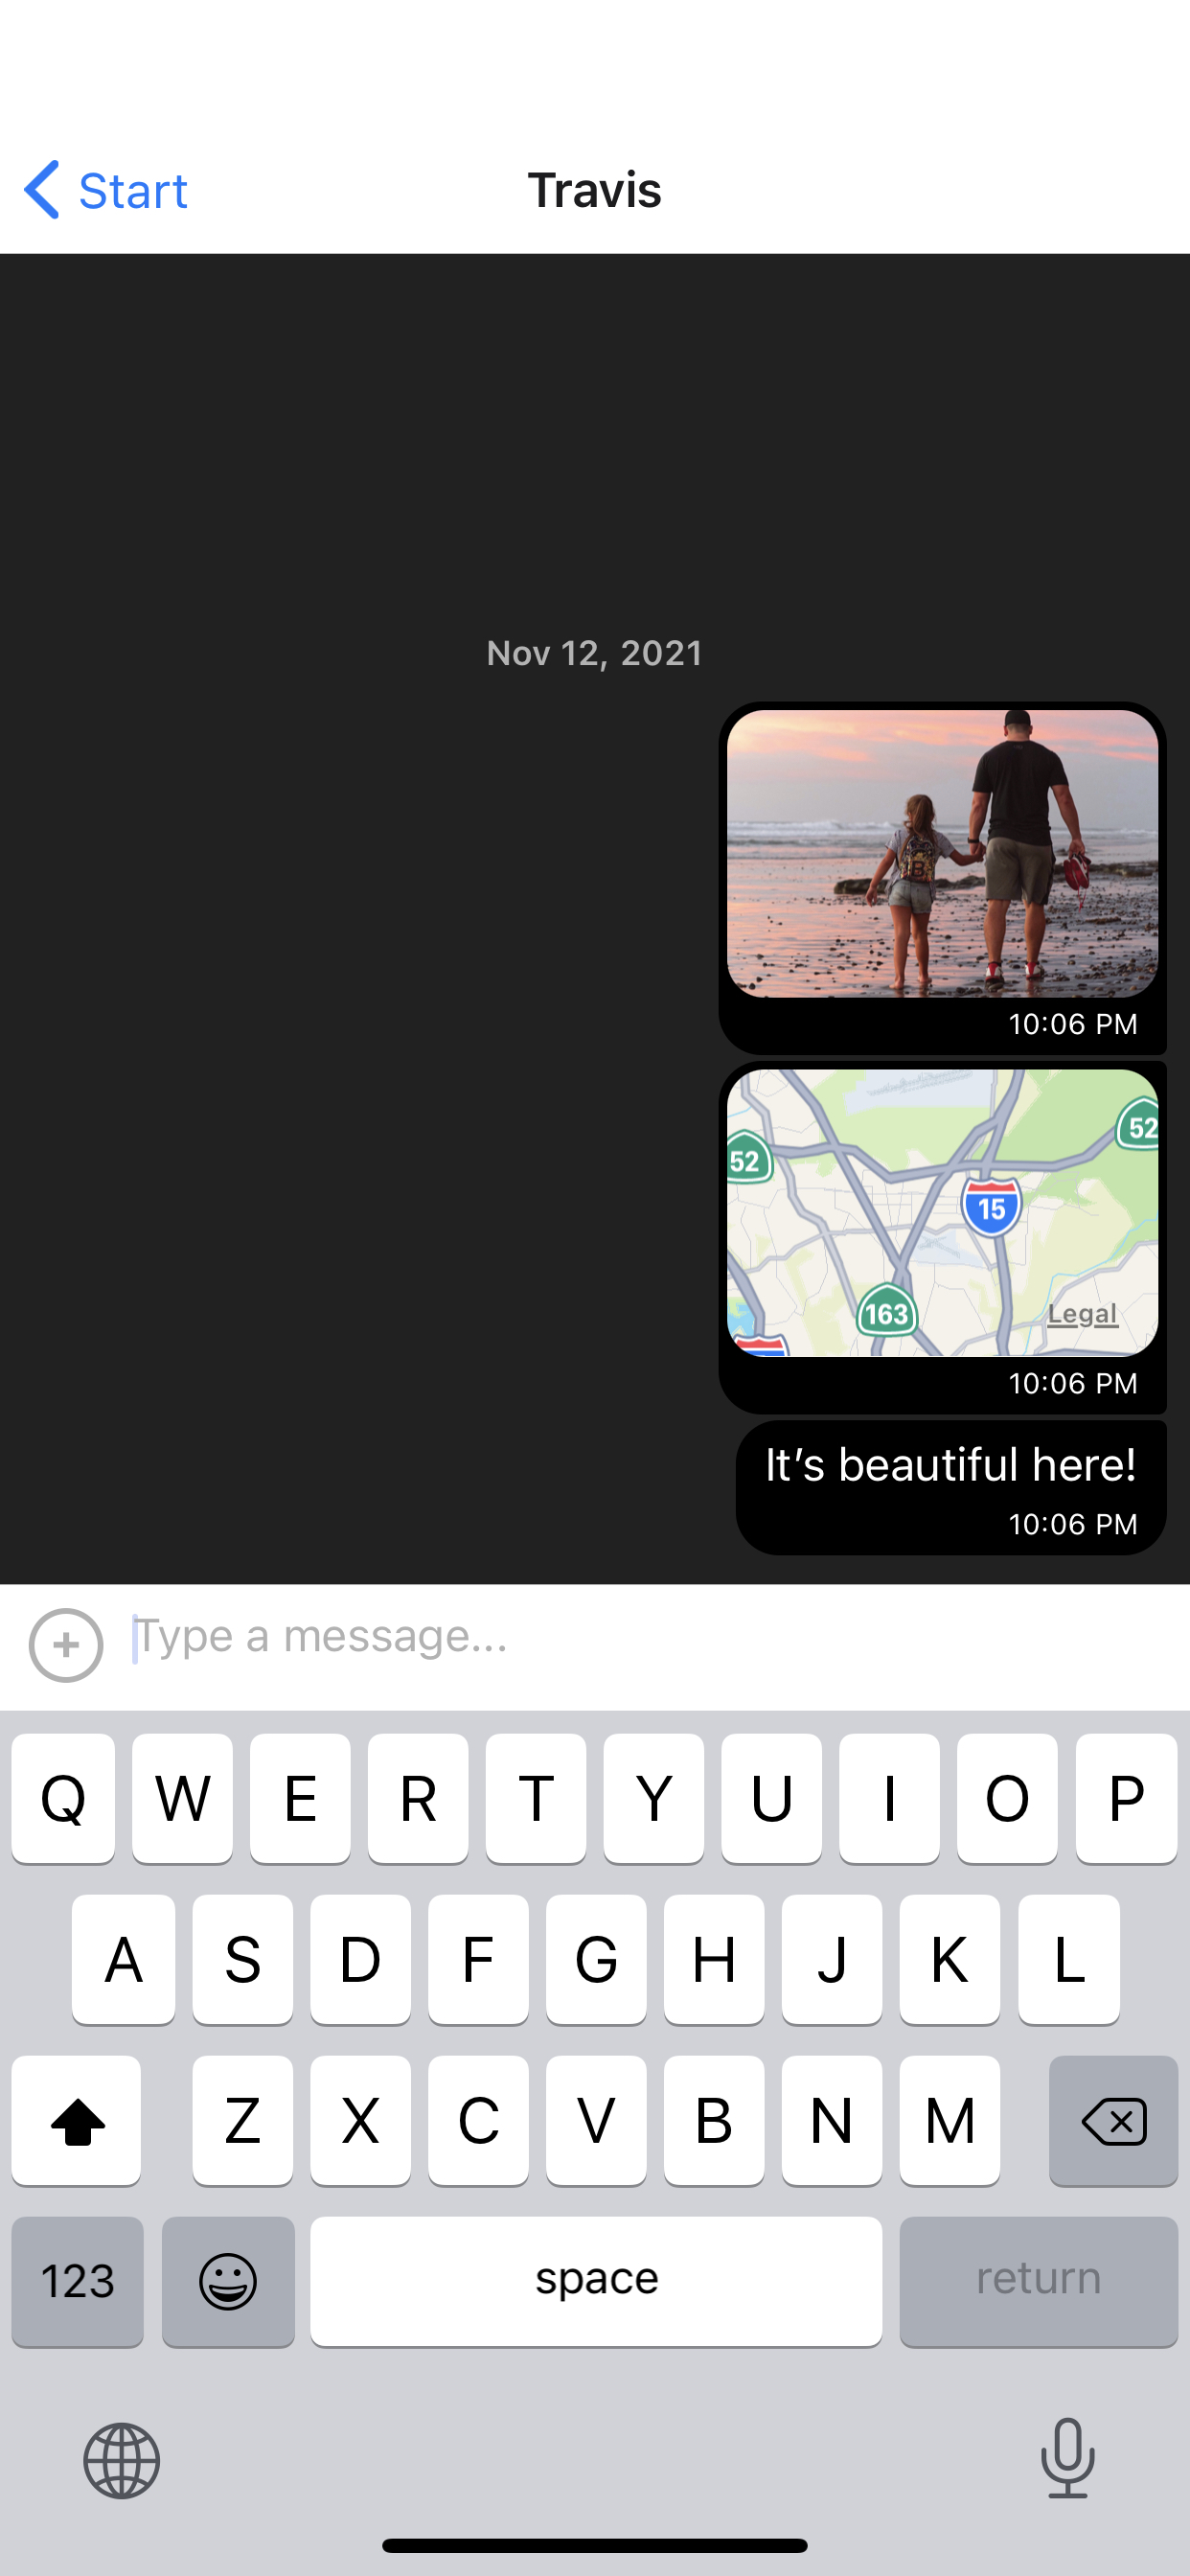 Start
Travis
Nov 12, 2021
B
10:06 PM
52
52
15
163
Legal
10:06 PM
It’s beautiful here!
10:06 PM
Type a message...
Q W E R T Y U I O P
A S D F G H J K L
Z X C V B N M
123 space return